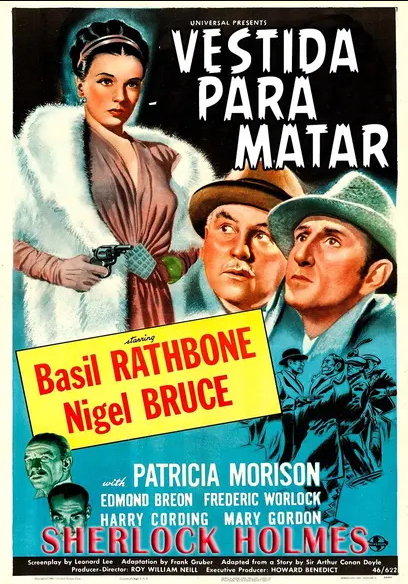 UNIVERSAL PRESENTS
VESTIDA
PARA
MATAR
starring
Basil RATHBONE
Nigel BRUCE
with PATRICIA MORISON
EDMOND BREON FREDERIC WORLOCK
HARRY CORDING MARY GORDON
SHERLOCK HOLMES
Screenplay by Leonard Lee Adaptation by Frank Gruber Adapted from a Story by Sir Arthur Conan Doyle
Producer-Director: ROY WILLIAM NEILL Executive Producer: HOWARD BENEDICT
46/622